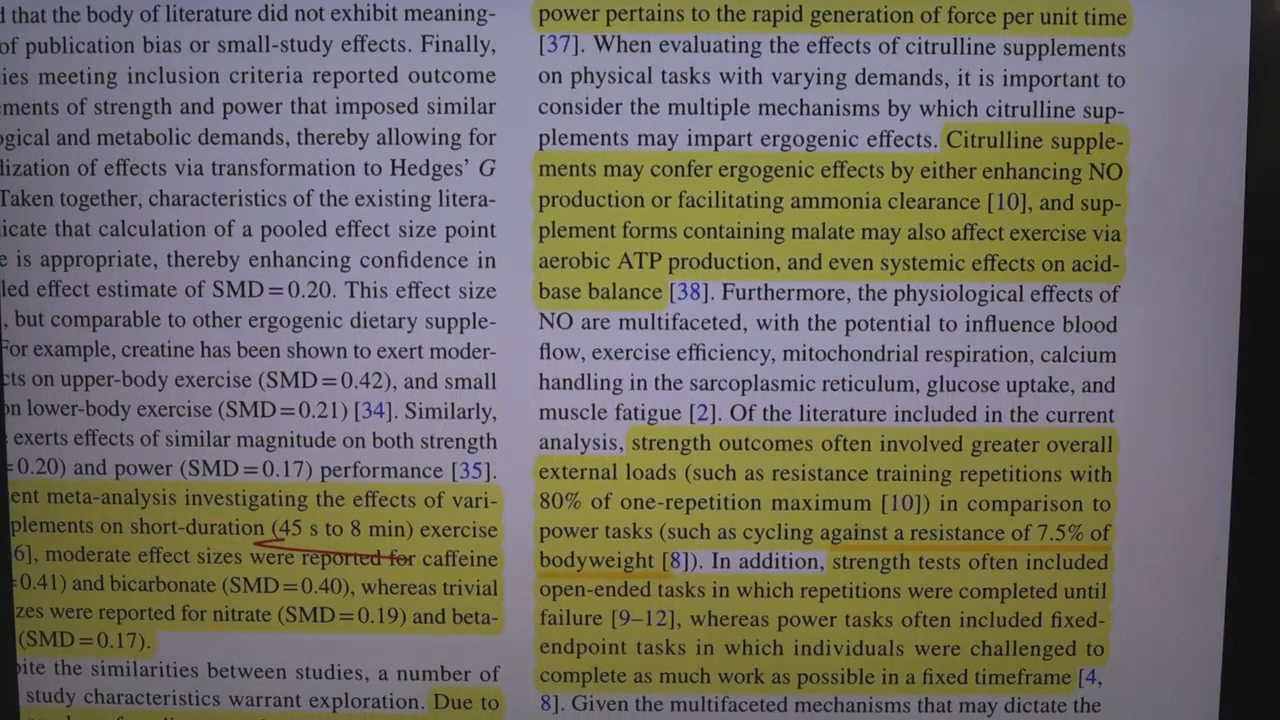 that the body of literature did not exhibit meaning-
of publication bias or small-study effects. Finally,
ies meeting inclusion criteria reported outcome
ments of strength and power that imposed similar
gical and metabolic demands, thereby allowing for
dization of effects via transformation to Hedges' G
Taken together, characteristics of the existing litera-
icate that calculation of a pooled effect size point
e is appropriate, thereby enhancing confidence in
led effect estimate of SMD=0.20. This effect size
, but comparable to other ergogenic dietary supple-
For example, creatine has been shown to exert moder-
cts on upper-body exercise (SMD=0.42), and small
on lower-body exercise (SMD=0.21) [34]. Similarly,
exerts effects of similar magnitude on both strength
=0.20) and power (SMD=0.17) performance [35].
ent meta-analysis investigating the effects of vari-
plements on short-duration (45 s to 8 min) exercise
6], moderate effect sizes were reported for caffeine
=0.41) and bicarbonate (SMD=0.40), whereas trivial
zes were reported for nitrate (SMD=0.19) and beta-
(SMD=0.17).
ite the similarities between studies, a number of
study characteristics warrant exploration. Due to
power pertains to the rapid generation of force per unit time
[37]. When evaluating the effects of citrulline supplements
on physical tasks with varying demands, it is important to
consider the multiple mechanisms by which citrulline sup-
plements may impart ergogenic effects. Citrulline supple-
ments may confer ergogenic effects by either enhancing NO
production or facilitating ammonia clearance [10], and sup-
plement forms containing malate may also affect exercise via
aerobic ATP production, and even systemic effects on acid-
base balance [38]. Furthermore, the physiological effects of
NO are multifaceted, with the potential to influence blood
flow, exercise efficiency, mitochondrial respiration, calcium
handling in the sarcoplasmic reticulum, glucose uptake, and
muscle fatigue [2]. Of the literature included in the current
analysis, strength outcomes often involved greater overall
external loads (such as resistance training repetitions with
80% of one-repetition maximum [10]) in comparison to
power tasks (such as cycling against a resistance of 7.5% of
bodyweight [8]). In addition, strength tests often included
open-ended tasks in which repetitions were completed until
failure [9–12], whereas power tasks often included fixed-
endpoint tasks in which individuals were challenged to
complete as much work as possible in a fixed timeframe [4,
8]. Given the multifaceted mechanisms that may dictate the